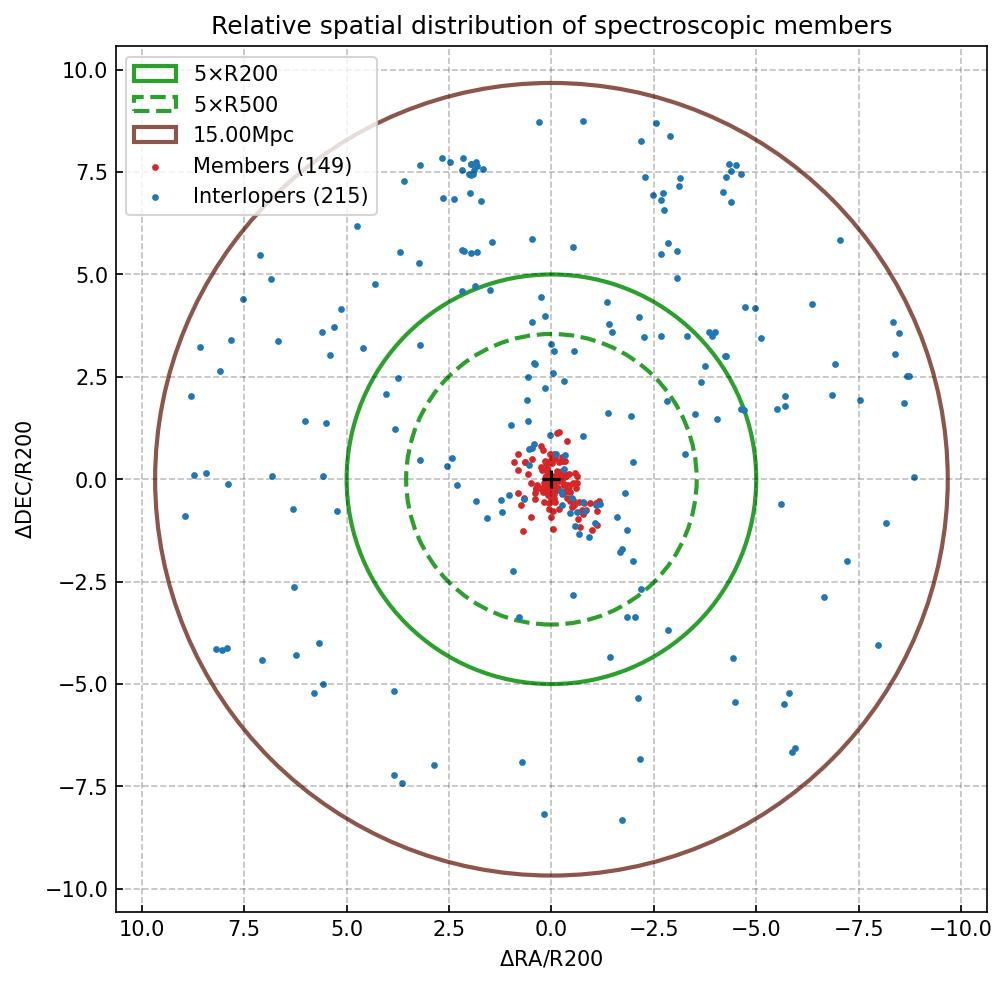 Relative spatial distribution of spectroscopic members
5×R200
5×R500
15.00Mpc
Members (149)
Interlopers (215)
10.0
7.5
5.0
2.5
0.0
−2.5
−5.0
−7.5
−10.0
ΔDEC/R200
10.0 7.5 5.0 2.5 0.0 −2.5 −5.0 −7.5 −10.0
ΔRA/R200